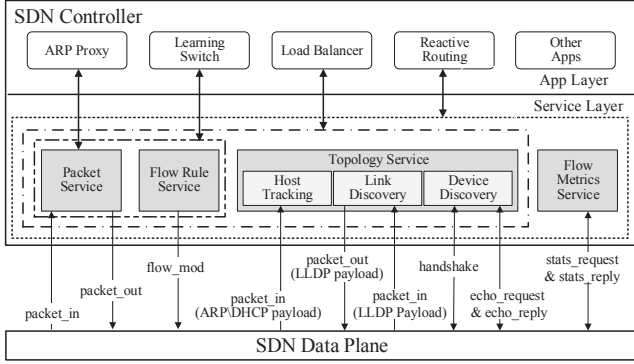 SDN Controller
ARP Proxy
Learning
Switch
Load Balancer
Reactive
Routing
Other
Apps
App Layer
Service Layer
Packet
Service
Flow Rule
Service
Topology Service
Host
Tracking
Link
Discovery
Device
Discovery
Flow
Metrics
Service
packet_in
packet_out
flow_mod
packet_in
(ARP\DHCP payload)
packet_out
(LLDP payload)
packet_in
(LLDP Payload)
handshake
echo_request
& echo_reply
stats_request
& stats_reply
SDN Data Plane